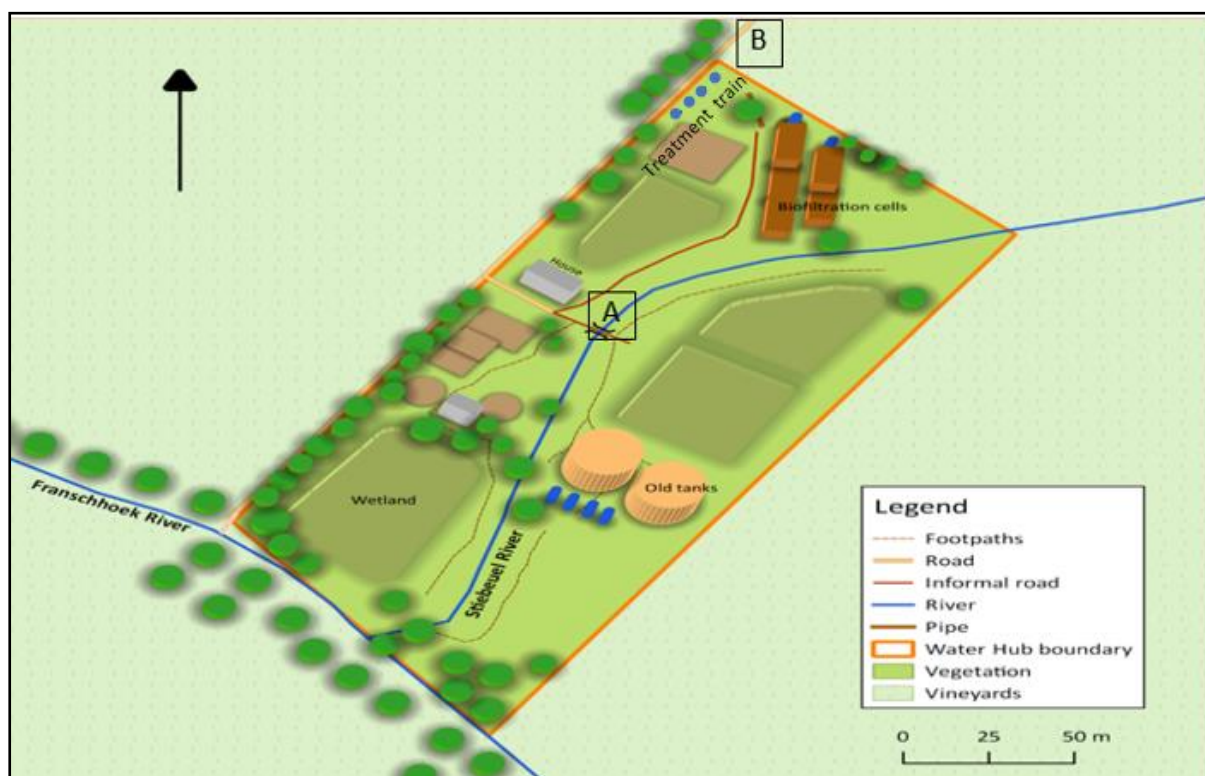 B
Treatment train
Biofiltration cells
House
A
Old tanks
Wetland
Franschhoek River
Stiebeuel River
Legend
Footpaths
Road
Informal road
River
Pipe
Water Hub boundary
Vegetation
Vineyards
0 25 50 m